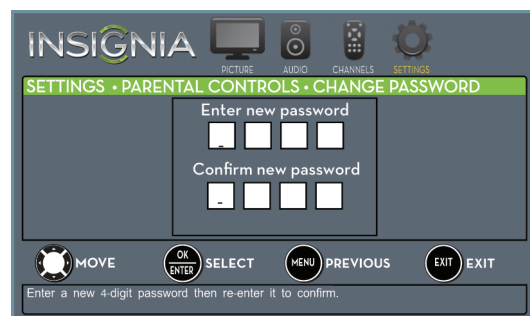 INSIGNIA
PICTURE AUDIO CHANNELS SETTINGS
SETTINGS • PARENTAL CONTROLS • CHANGE PASSWORD
Enter new password
_
Confirm new password
-
MOVE OK ENTER SELECT MENU PREVIOUS EXIT EXIT
Enter a new 4-digit password then re-enter it to confirm.